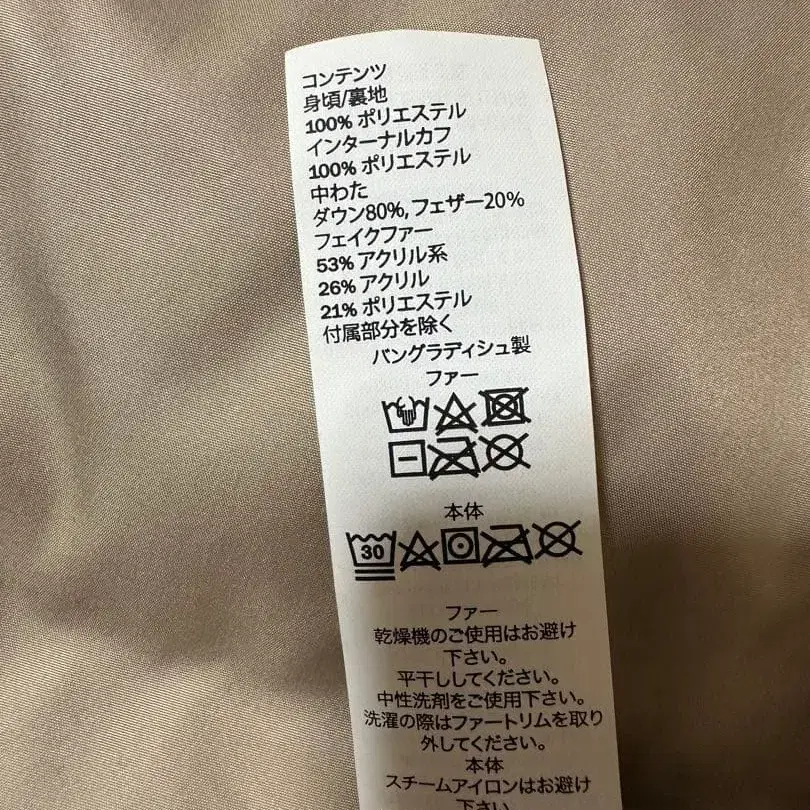 コンテンツ
身頃/裏地
100% ポリエステル
インターナルカフ
100% ポリエステル
中わた
ダウン80%, フェザー20%
フェイクファー
53% アクリル系
26% アクリル
21% ポリエステル
付属部分を除く
バングラディシュ製
ファー
本体
30
ファー
乾燥機のご使用はお避け
下さい。
平干ししてください。
中性洗剤をご使用下さい。
洗濯の際はファートリムを取り
外してください。
本体
スチームアイロンはお避け
下さい。